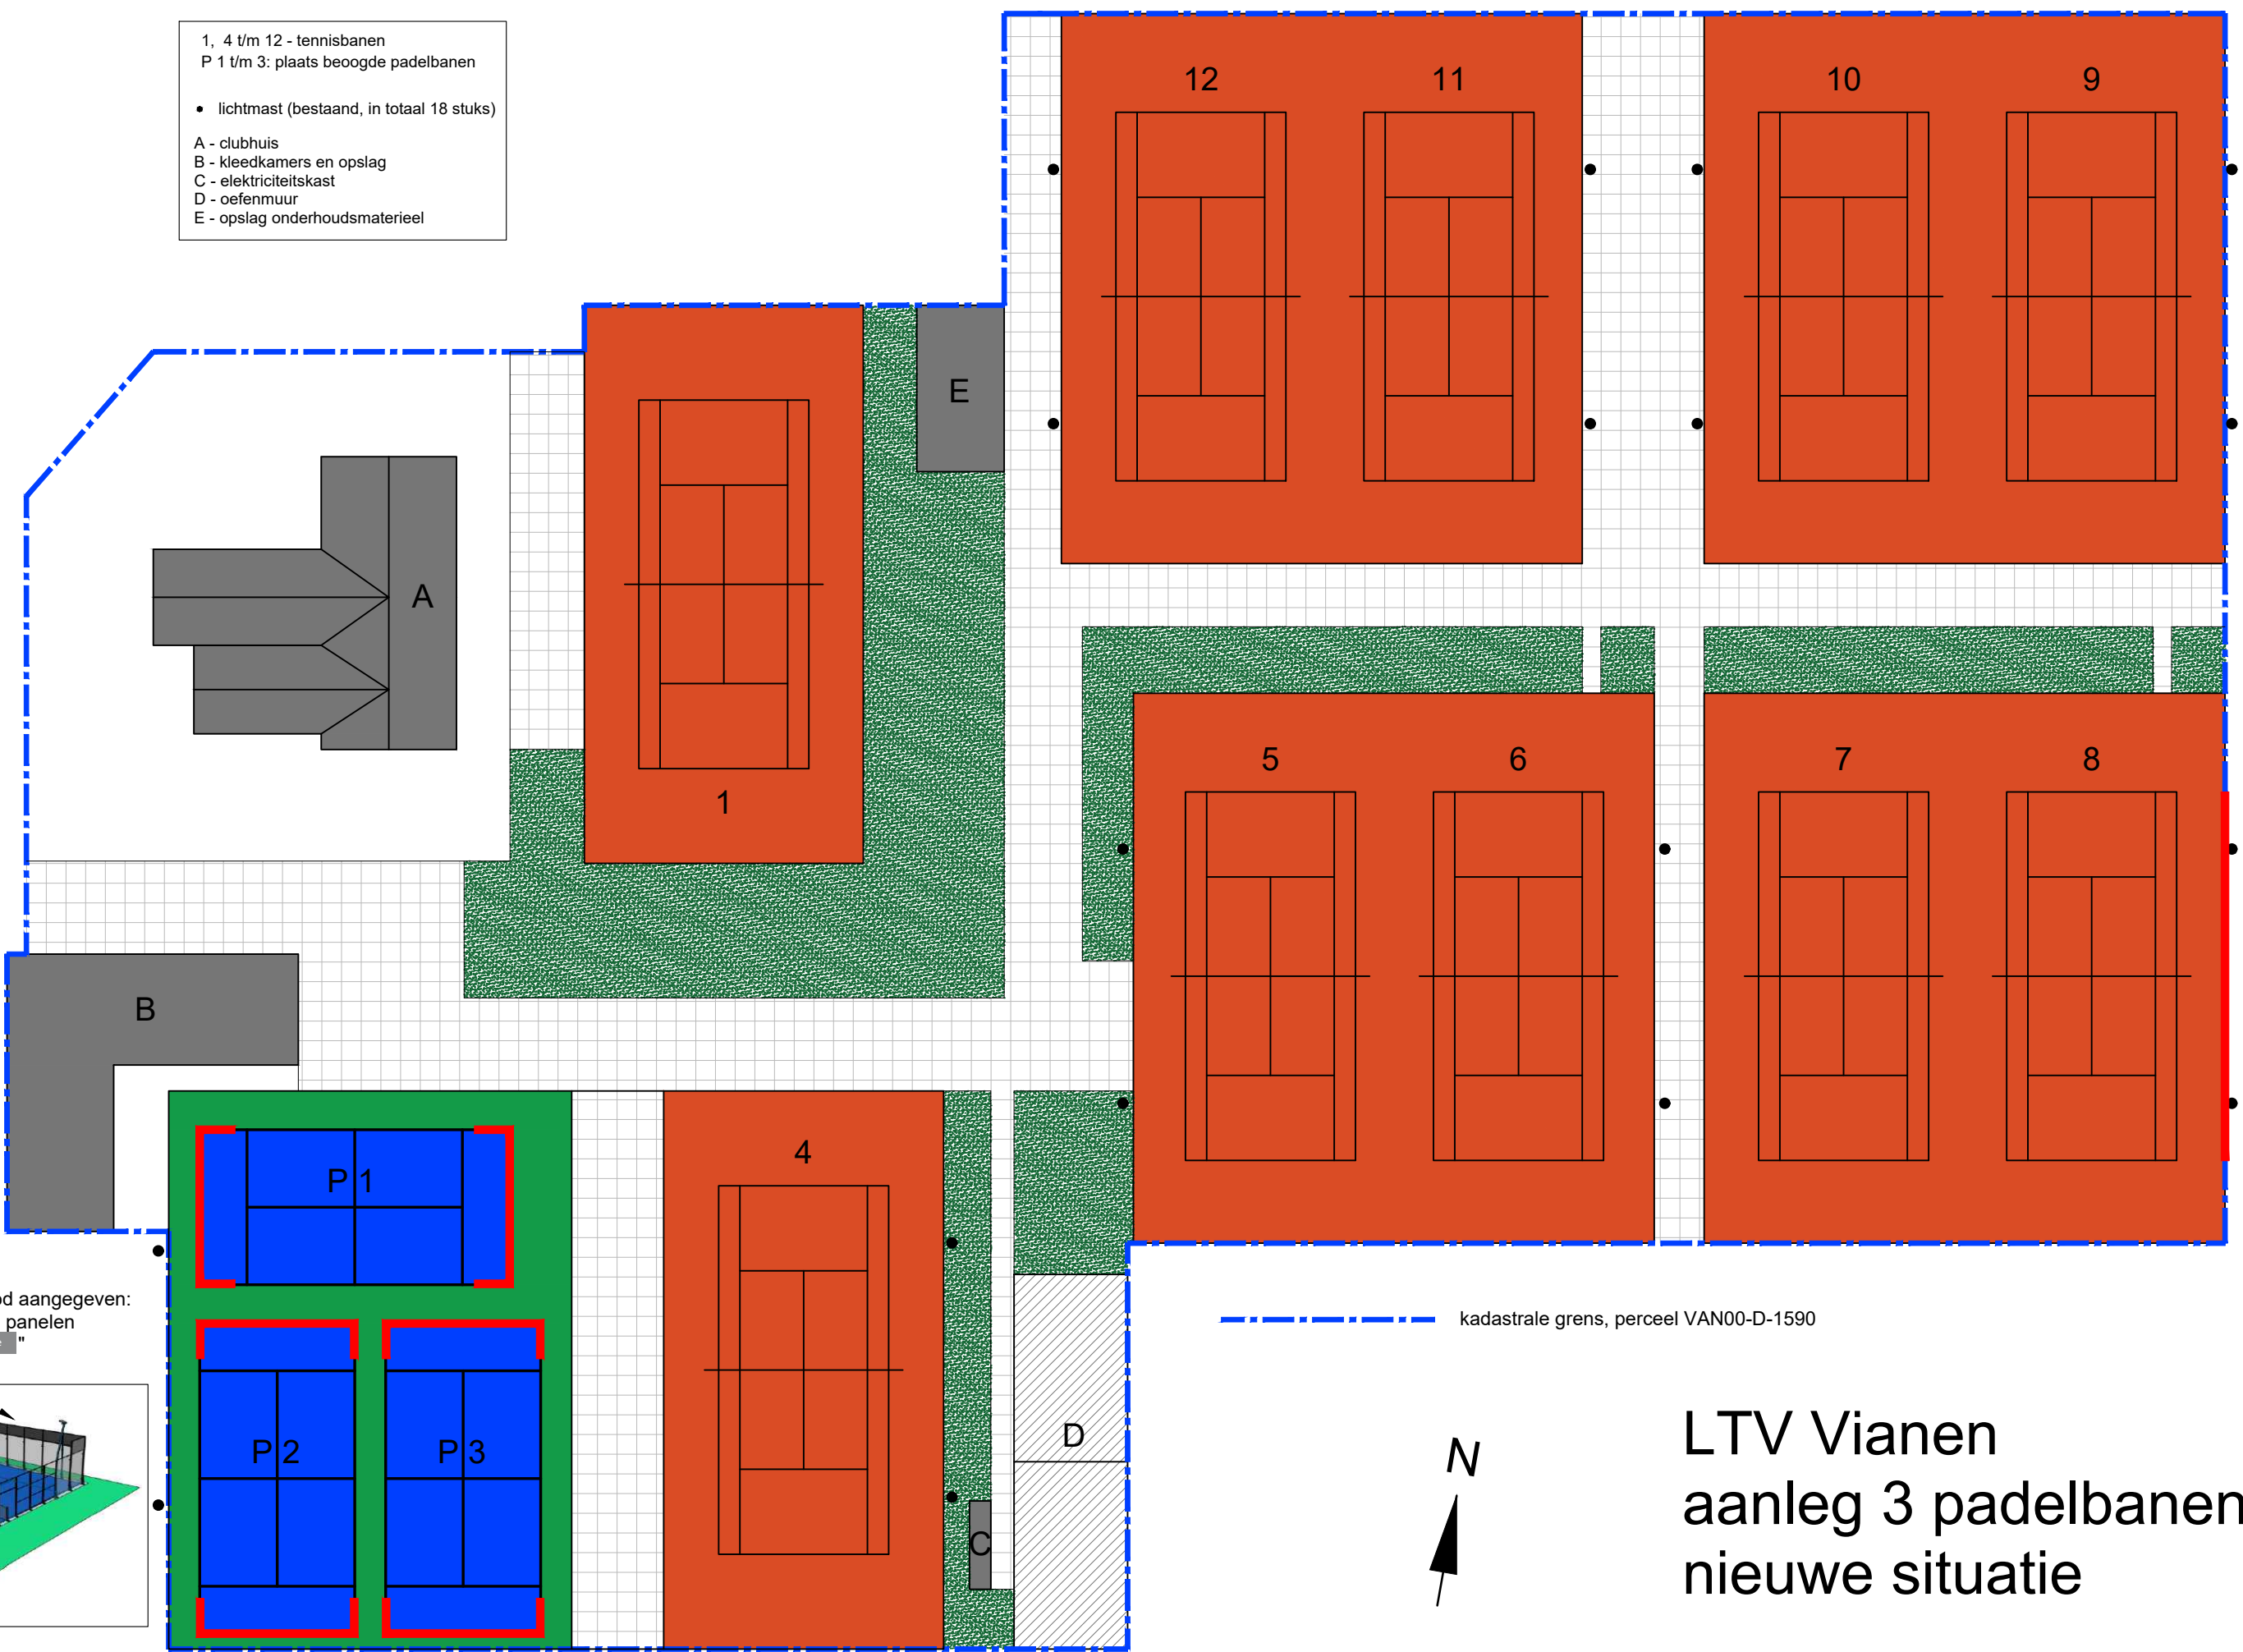 1, 4 t/m 12 - tennisbanen
P 1 t/m 3: plaats beoogde padelbanen
lichtmast (bestaand, in totaal 18 stuks)
A - clubhuis
B - kleedkamers en opslag
C - elektriciteitskast
D - oefenmuur
E - opslag onderhoudsmaterieel
12
11
10
9
E
A
1
5
6
7
8
B
P 1
4
aangegeven:
panelen
"
kadastrale grens, perceel VAN00-D-1590
P 2
P 3
D
C
N
LTV Vianen
aanleg 3 padelbanen
nieuwe situatie